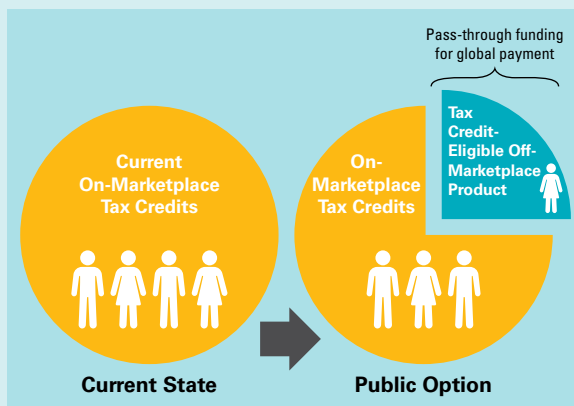 Pass-through funding
for global payment
Current
On-Marketplace
Tax Credits
On-
Marketplace
Tax Credits
Tax
Credit-
Eligible Off-
Marketplace
Product
Current State
Public Option